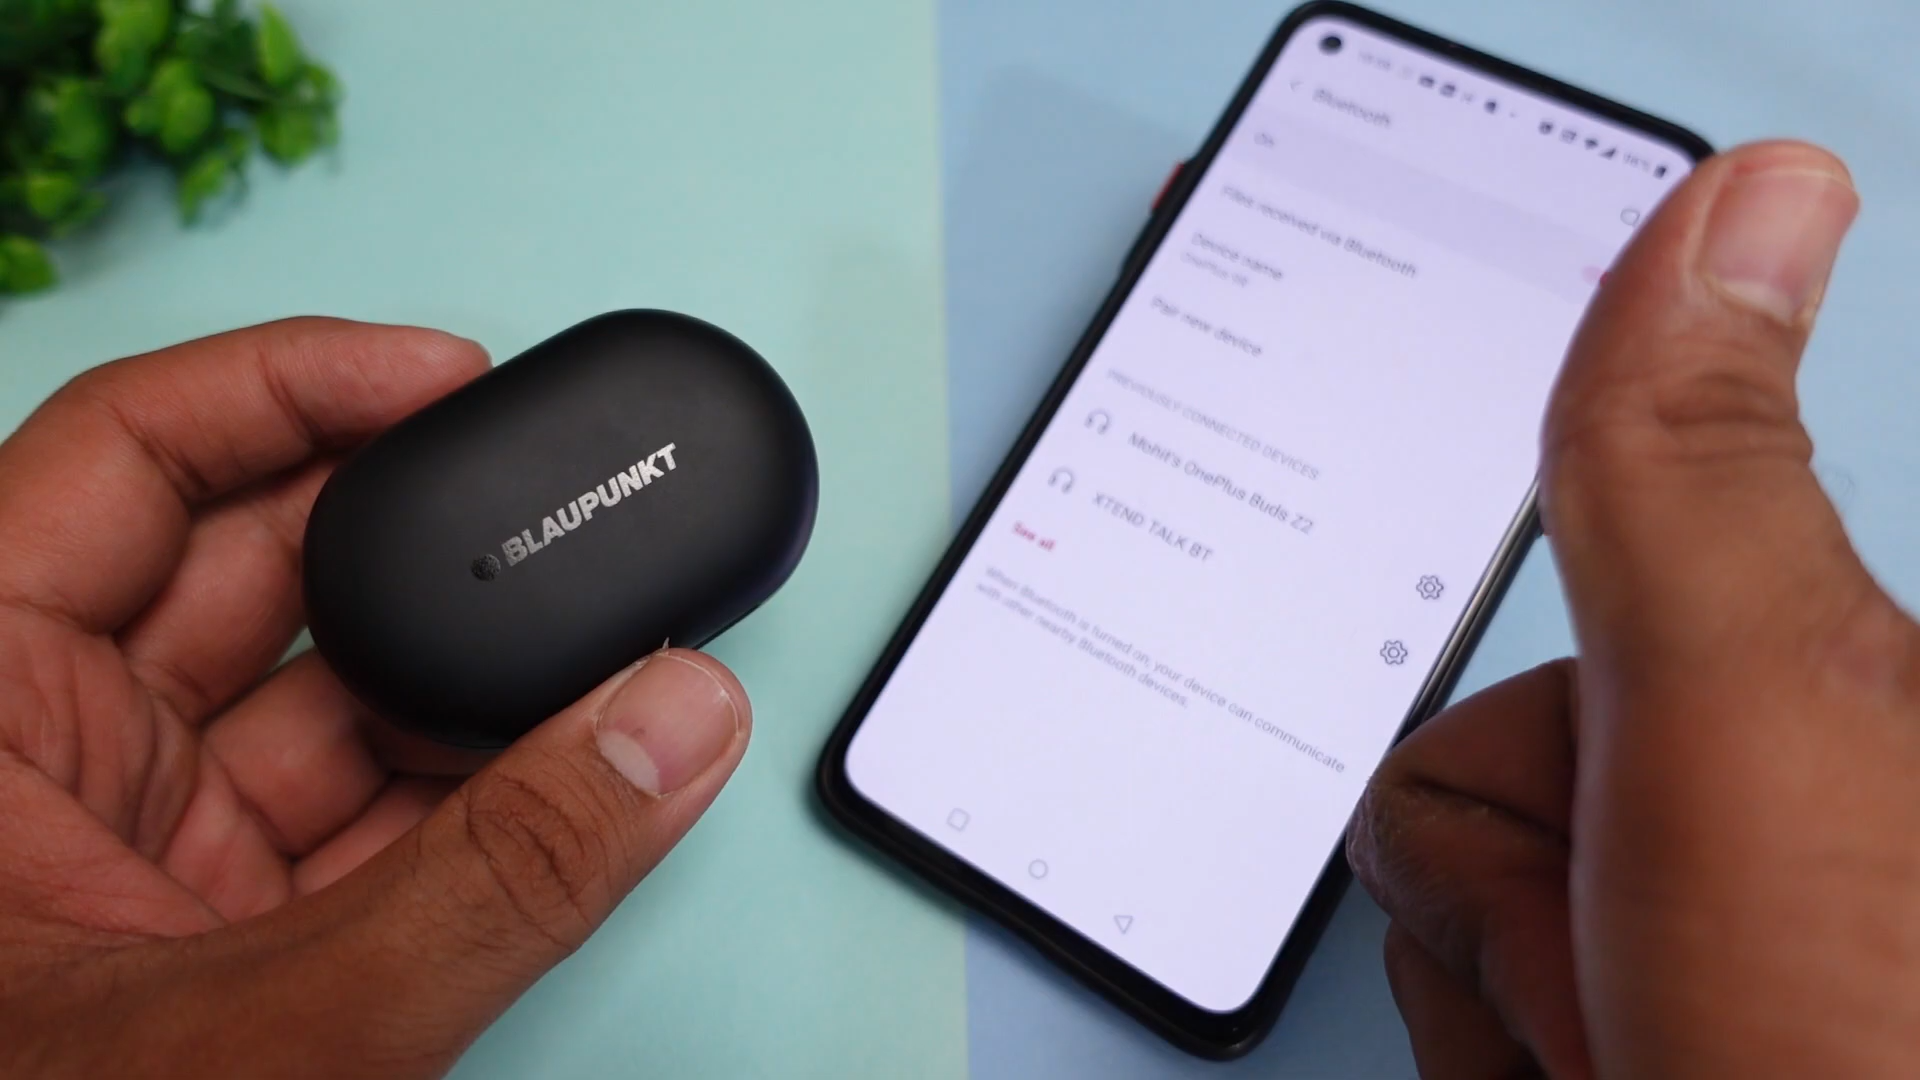 BLAUPUNKT
Bluetooth
On
Files received via Bluetooth
Device name
Pair new device
PREVIOUSLY CONNECTED DEVICES
Mohit's OnePlus Buds Z2
XTEND TALK BT
See all
When Bluetooth is turned on, your device can communicate
with other nearby Bluetooth devices.